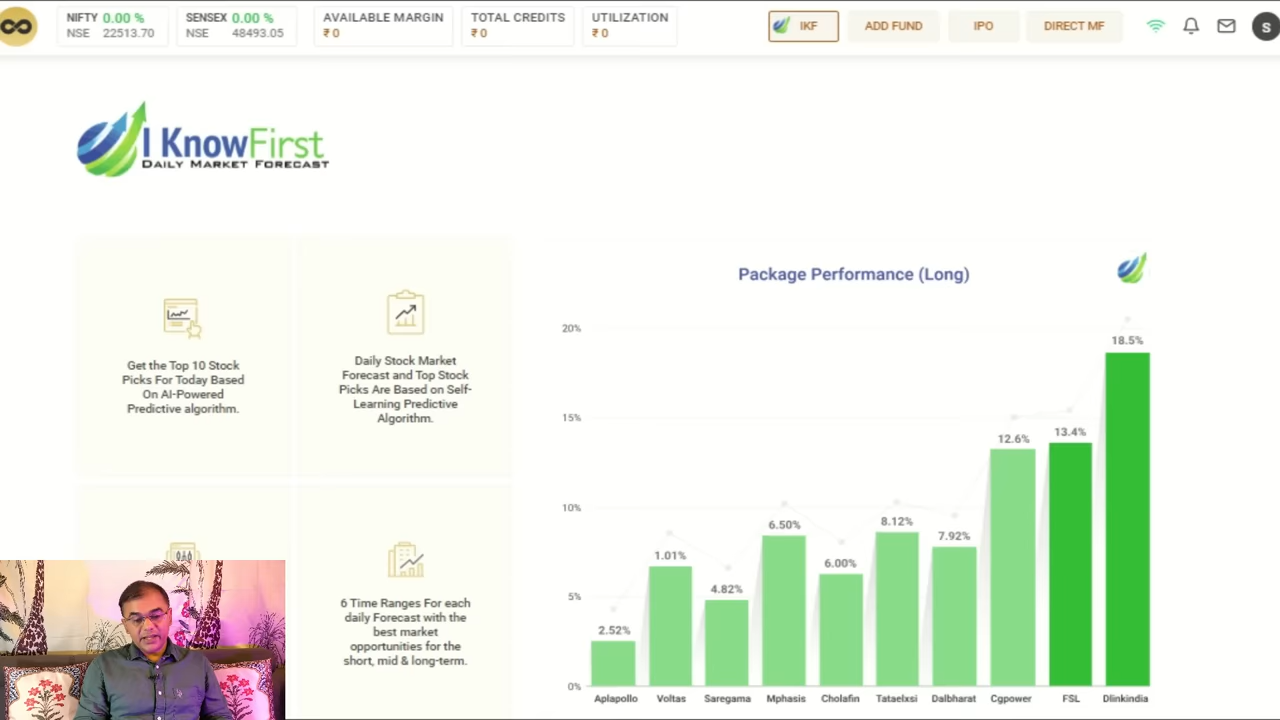 NIFTY 0.00 %
NSE 22513.70
SENSEX 0.00 %
NSE 48493.05
AVAILABLE MARGIN
₹ 0
TOTAL CREDITS
₹ 0
UTILIZATION
₹ 0
IKF
ADD FUND
IPO
DIRECT MF
S
I KnowFirst
DAILY MARKET FORECAST
Get the Top 10 Stock
Picks For Today Based
On AI-Powered
Predictive algorithm.
Daily Stock Market
Forecast and Top Stock
Picks Are Based on Self-
Learning Predictive
Algorithm.
6 Time Ranges For each
daily Forecast with the
best market
opportunities for the
short, mid & long-term.
Package Performance (Long)
20%
15%
10%
5%
0%
2.52%
1.01%
4.82%
6.50%
6.00%
8.12%
7.92%
12.6%
13.4%
18.5%
Aplapollo
Voltas
Saregama
Mphasis
Cholafin
Tataelxsi
Dalbharat
Cgpower
FSL
Dlinkindia